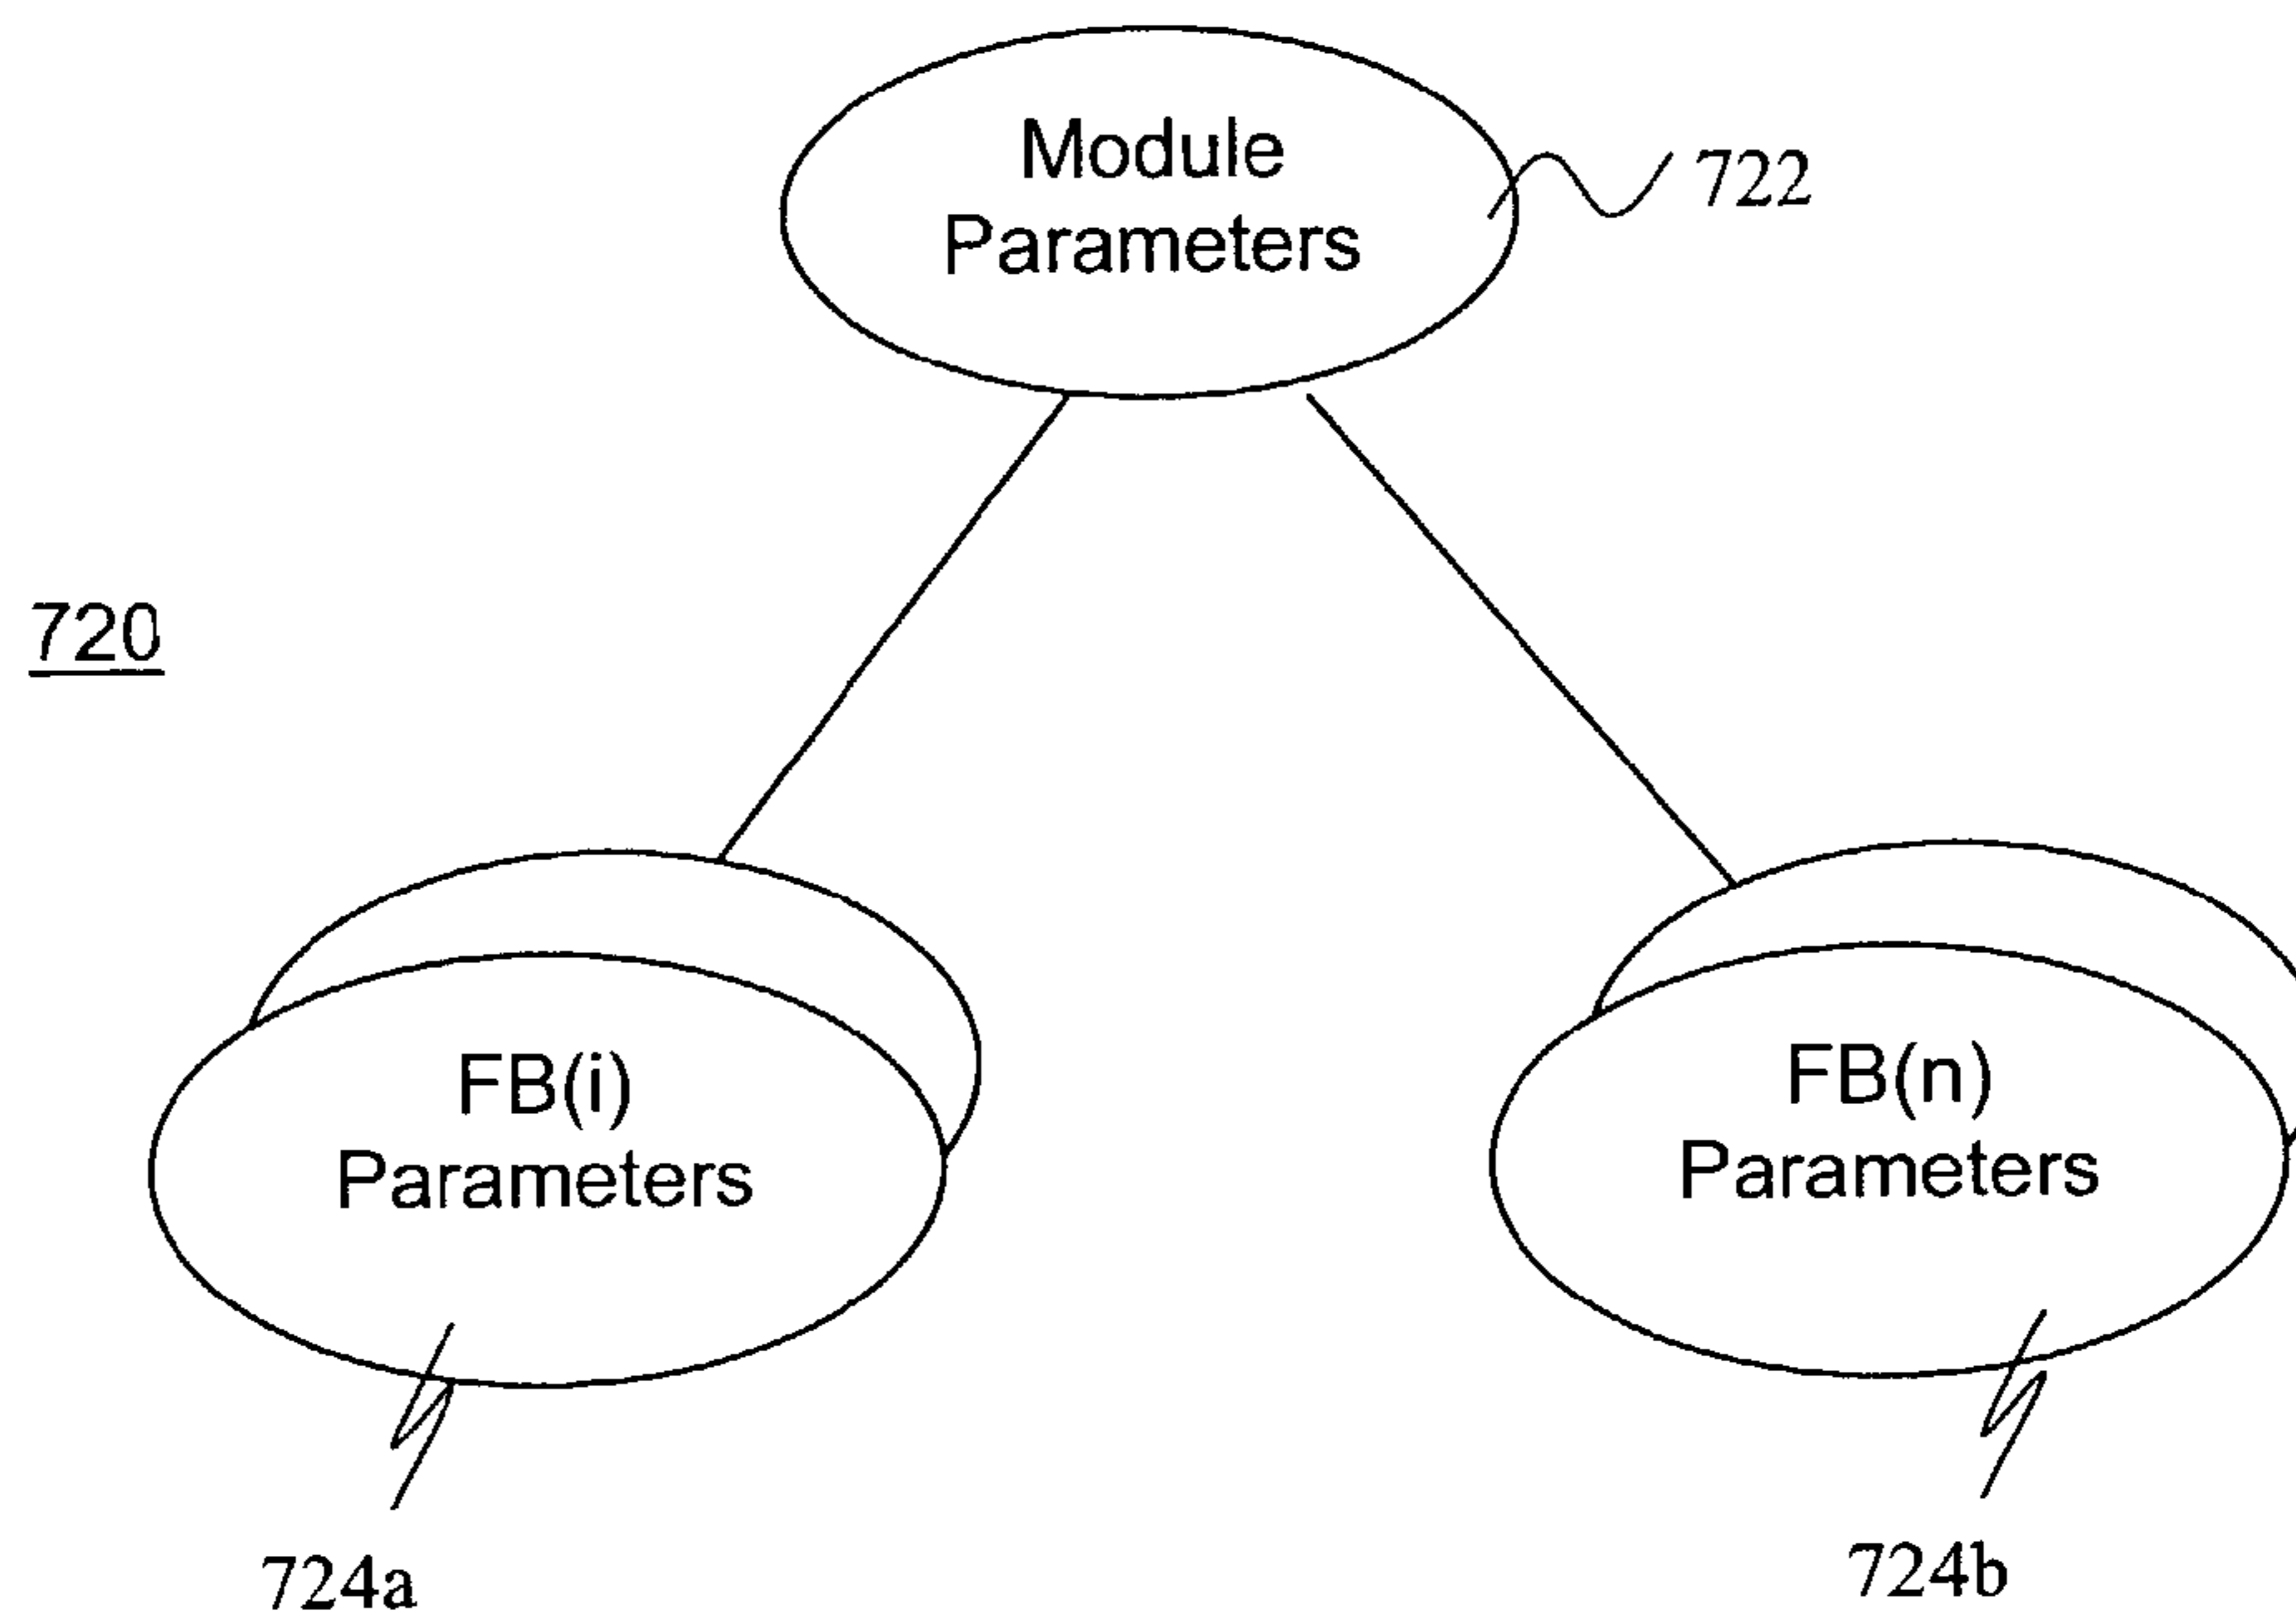 Module
Parameters
722
720
FB(i)
Parameters
FB(n)
Parameters
724a
724b